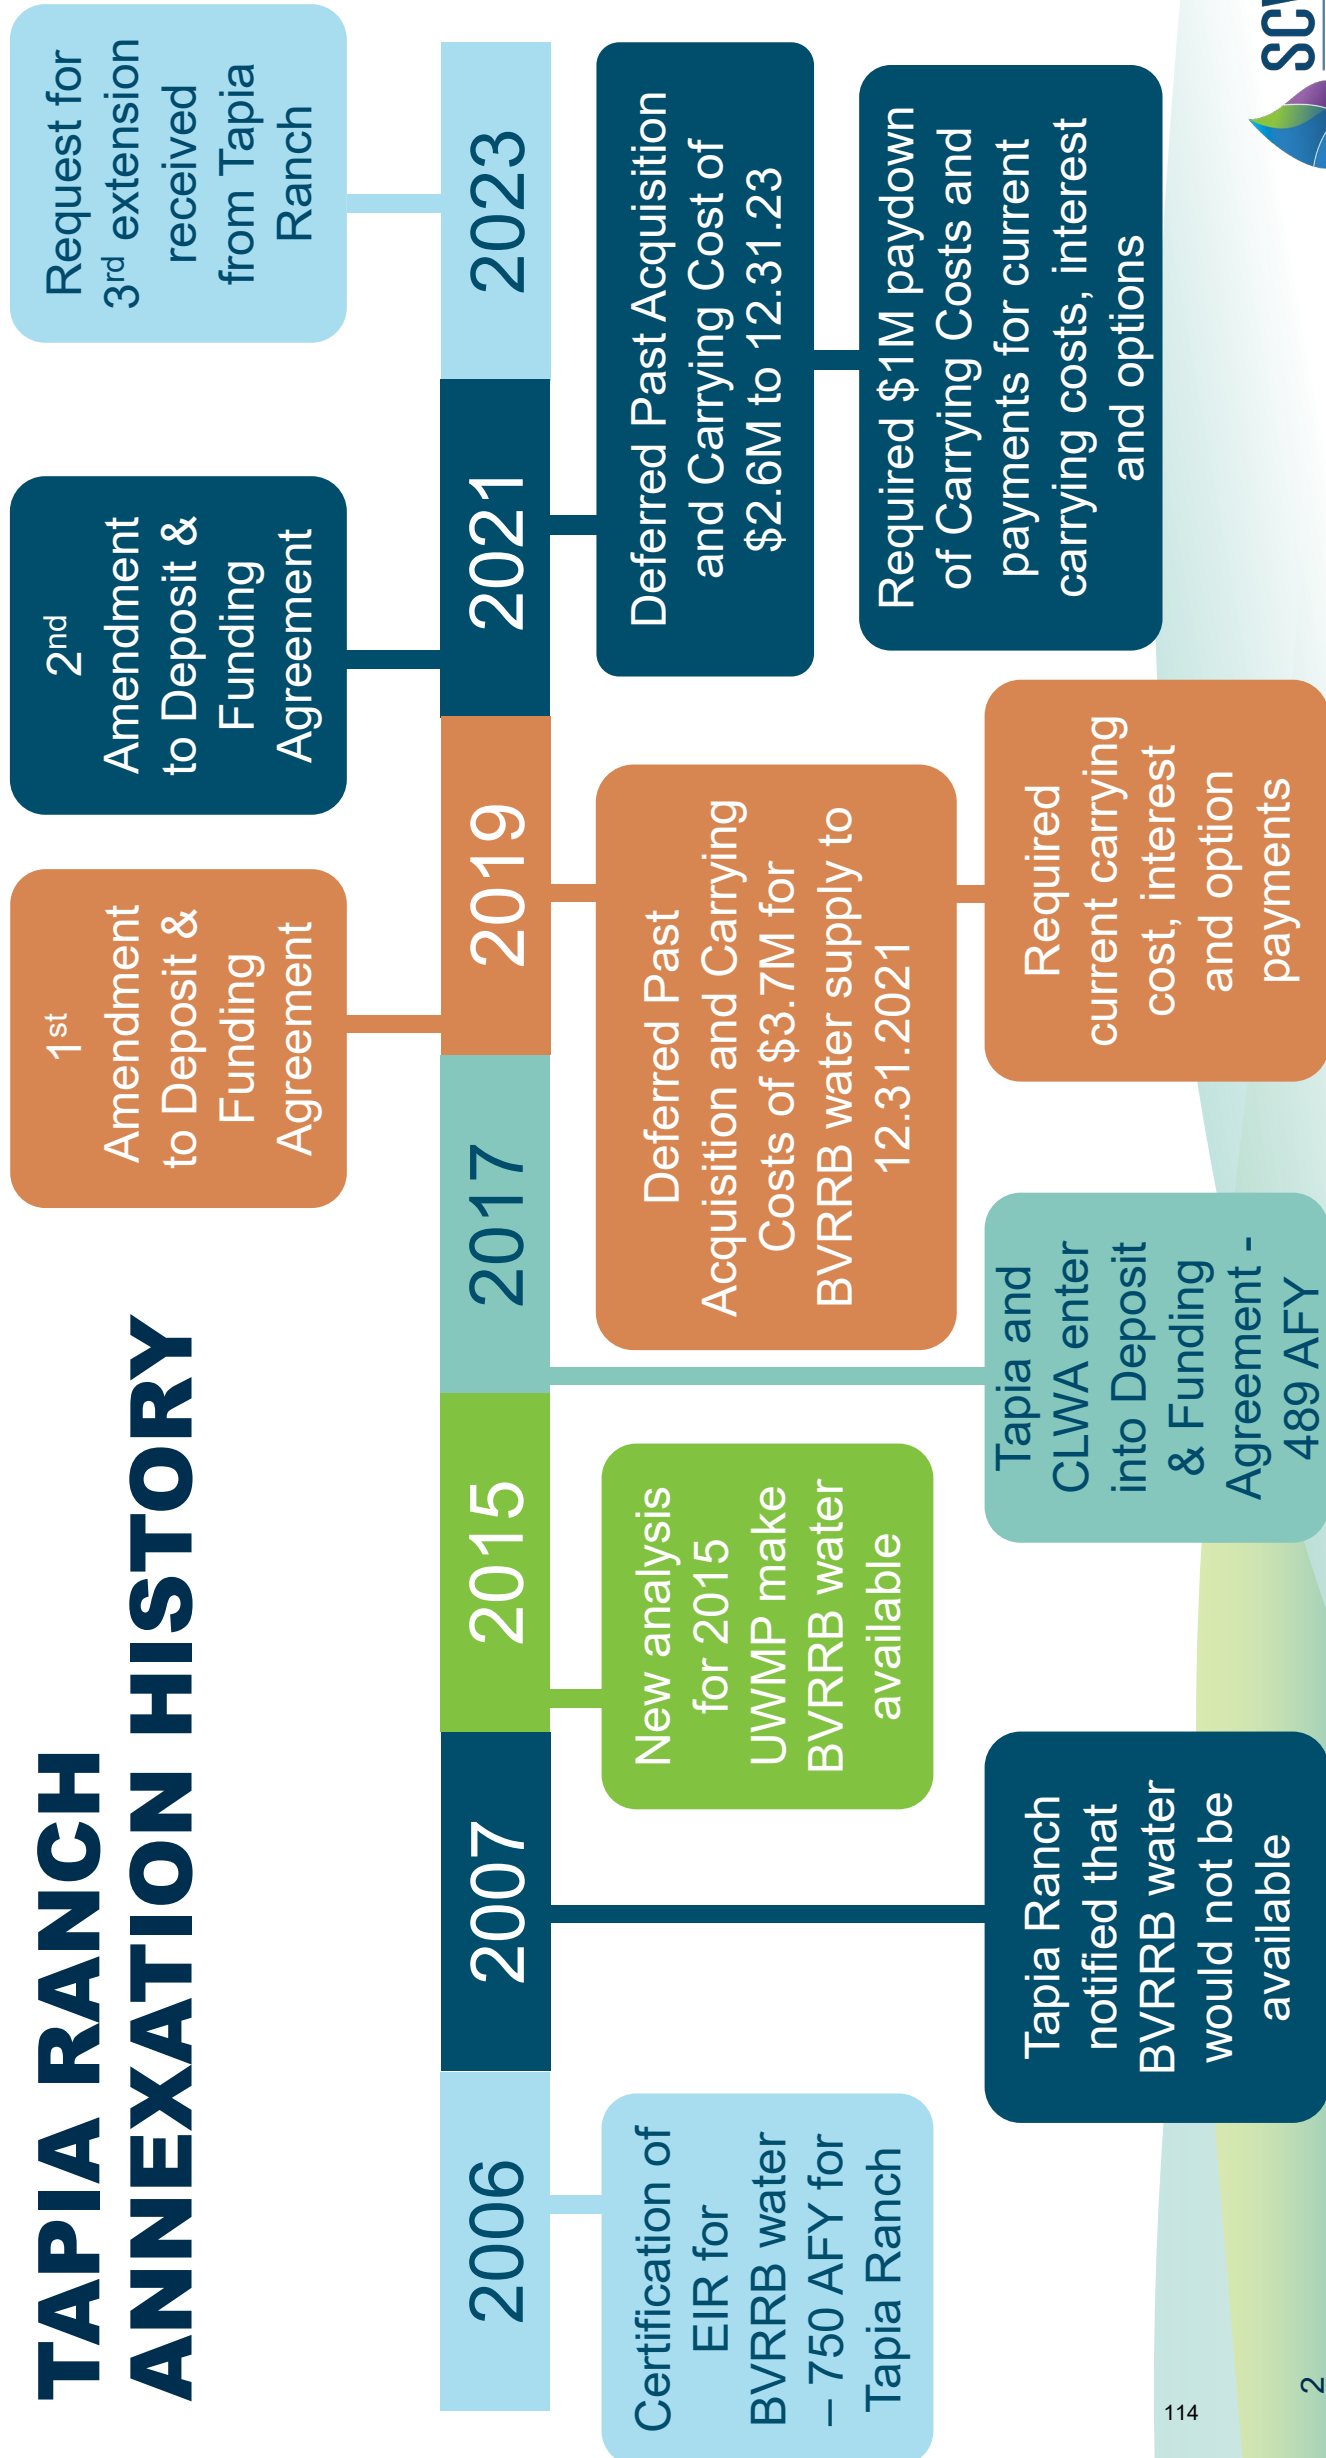 TAPIA RANCH
ANNEXATION HISTORY
1st
Amendment
to Deposit &
Funding
Agreement
2nd
Amendment
to Deposit &
Funding
Agreement
Request for
3rd extension
received
from Tapia
Ranch
2006
2007
2015
2017
2019
2021
2023
Certification of
EIR for
BVRRB water
– 750 AFY for
Tapia Ranch
Tapia Ranch
notified that
BVRRB water
would not be
available
New analysis
for 2015
UWMP make
BVRRB water
available
Tapia and
CLWA enter
into Deposit
& Funding
Agreement -
489 AFY
Deferred Past
Acquisition and Carrying
Costs of $3.7M for
BVRRB water supply to
12.31.2021
Required
current carrying
cost, interest
and option
payments
Deferred Past Acquisition
and Carrying Cost of
$2.6M to 12.31.23
Required $1M paydown
of Carrying Costs and
payments for current
carrying costs, interest
and options
114
2